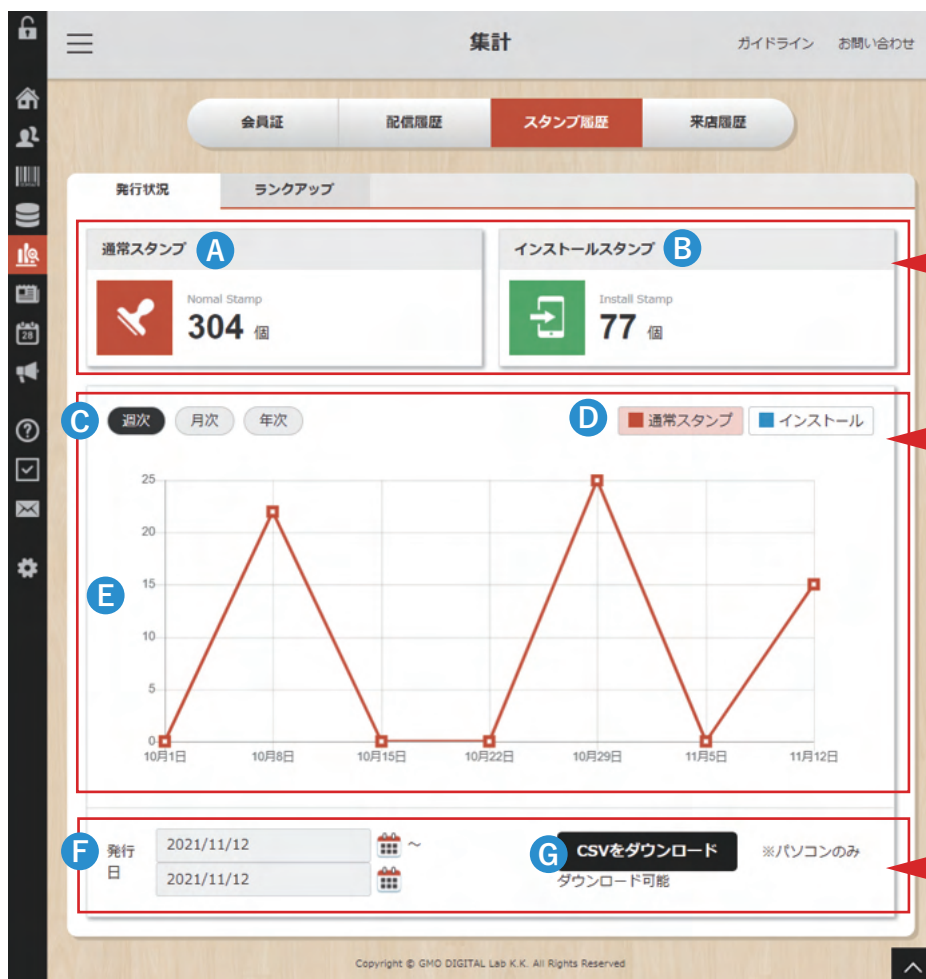 集計
ガイドライン お問い合わせ
会員証 配信履歴 スタンプ履歴 来店履歴
発行状況 ランクアップ
通常スタンプ A
インストールスタンプ B
Nomal Stamp
304 個
Install Stamp
77 個
C 週次 月次 年次
D 通常スタンプ インストール
E
25
20
15
10
5
0
10月1日 10月8日 10月15日 10月22日 10月29日 11月5日 11月12日
F 発行日
2021/11/12 ~
2021/11/12
G CSVをダウンロード ※パソコンのみ
ダウンロード可能
28
Copyright © GMO DIGITAL Lab K.K. All Rights Reserved